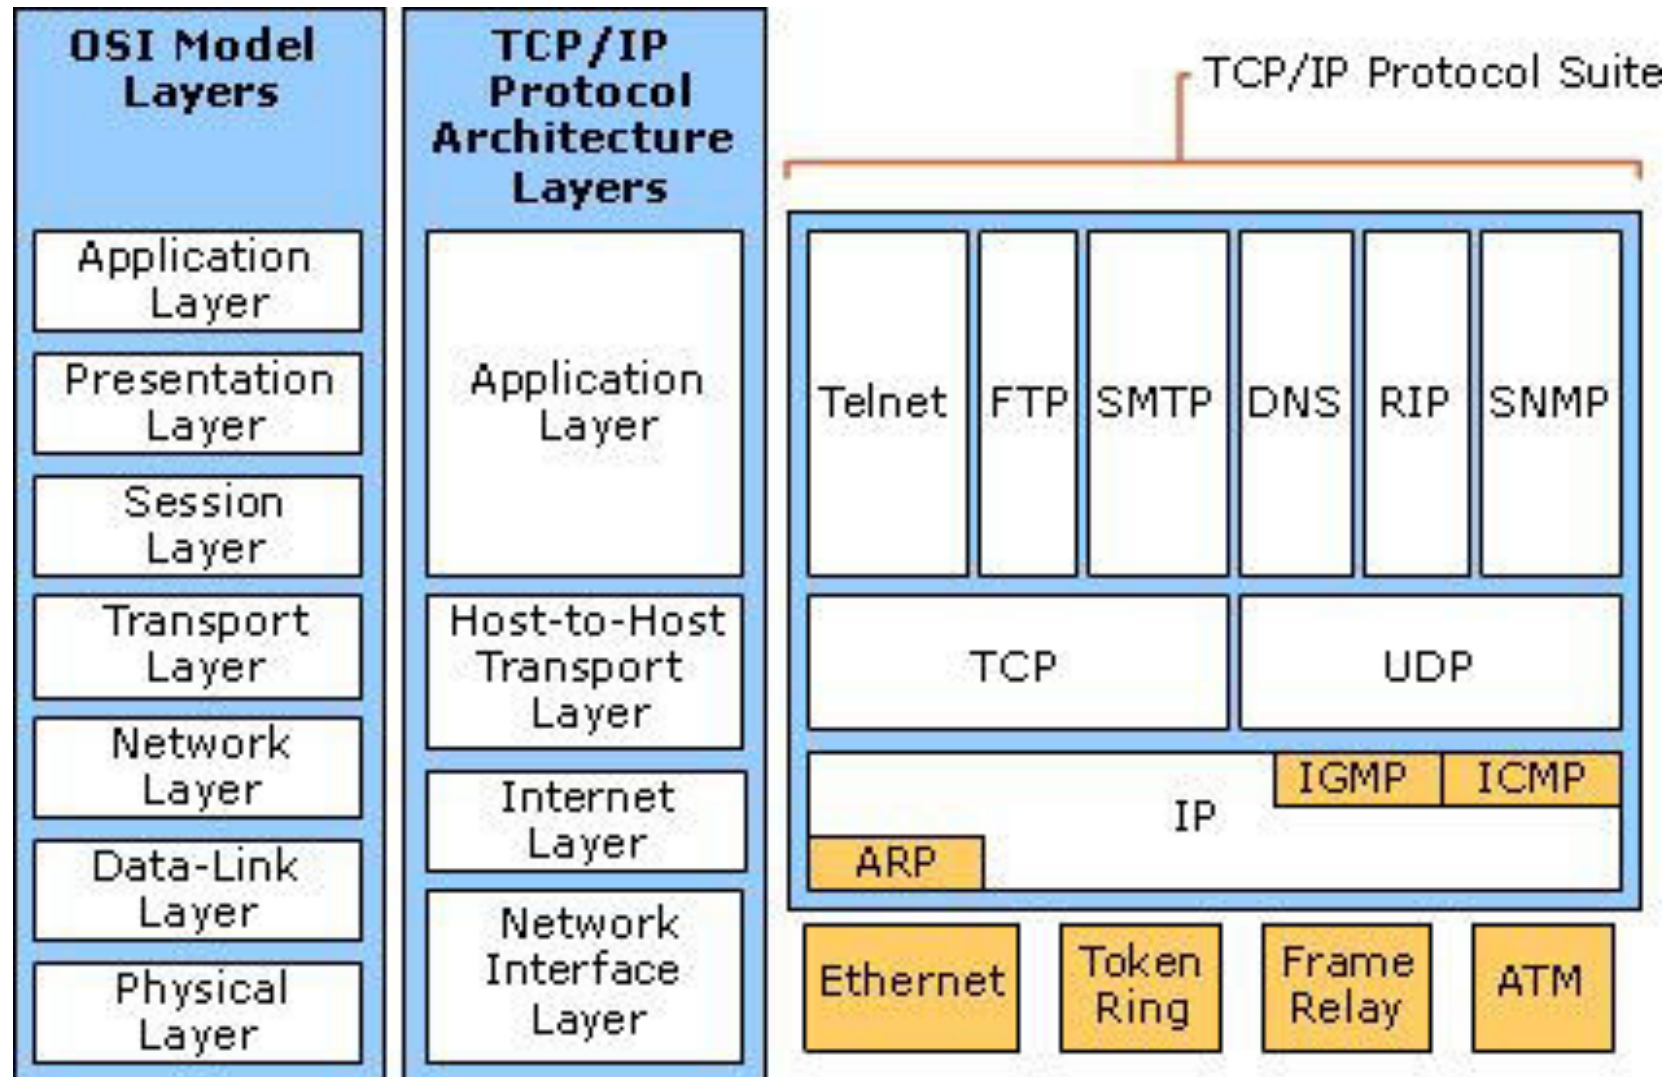 OSI Model
Layers
Application
Layer
Presentation
Layer
Session
Layer
Transport
Layer
Network
Layer
Data-Link
Layer
Physical
Layer
TCP/IP
Protocol
Architecture
Layers
Application
Layer
Host-to-Host
Transport
Layer
Internet
Layer
Network
Interface
Layer
TCP/IP Protocol Suite
Telnet
FTP
SMTP
DNS
RIP
SNMP
TCP
UDP
IGMP
ICMP
IP
ARP
Ethernet
Token
Ring
Frame
Relay
ATM